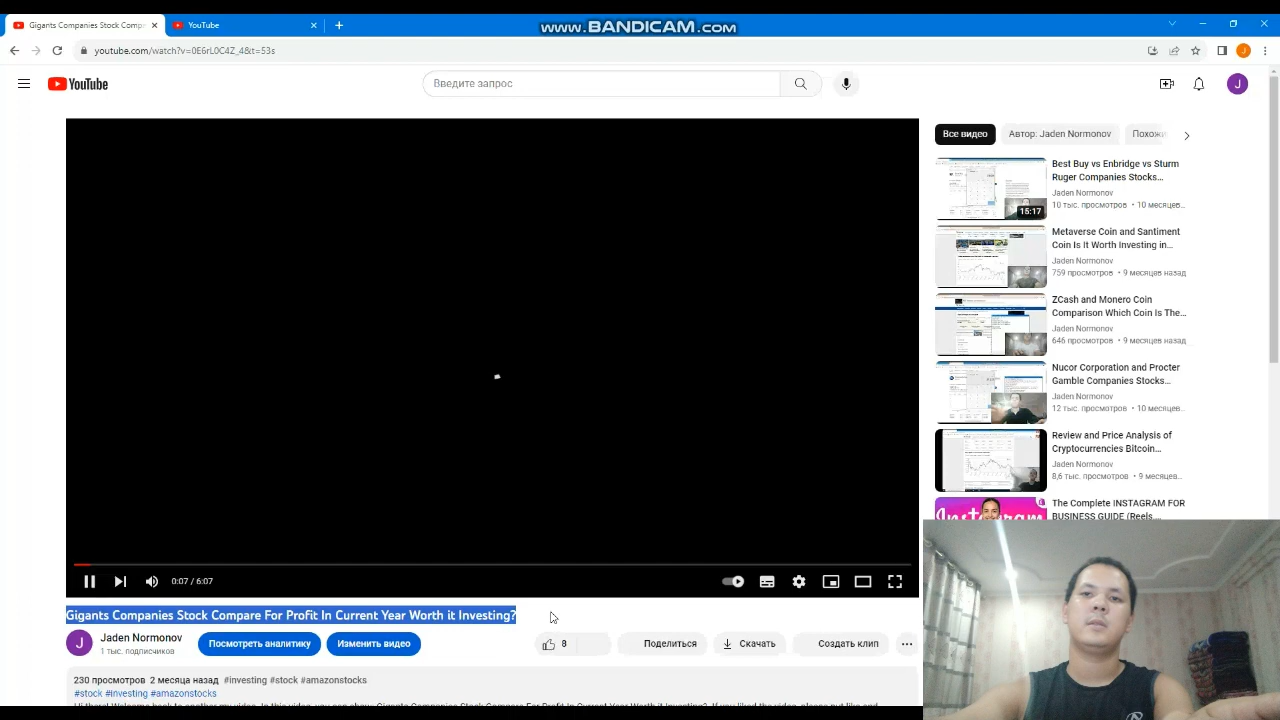 www.BANDICAM.com
Gigants Companies Stock Comp
YouTube
youtube.com/watch?v=0E6rL0C4Z_4&t=53s
J
YouTube
Введите запрос
J
Все видео
Автор: Jaden Normonov
Похожи
Best Buy vs Enbridge vs Sturm
Ruger Companies Stocks...
Jaden Normonov
10 тыс. просмотров • 10 месяцев...
15:17
Metaverse Coin and Santiment
Coin Is It Worth Investing in...
Jaden Normonov
759 просмотров • 9 месяцев назад
ZCash and Monero Coin
Comparison Which Coin Is The...
Jaden Normonov
646 просмотров • 9 месяцев назад
Nucor Corporation and Procter
Gamble Companies Stocks...
Jaden Normonov
12 тыс. просмотров • 10 месяцев...
Review and Price Analysis of
Cryptocurrencies Bitcoin...
Jaden Normonov
8,6 тыс. просмотров • 9 месяцев...
The Complete INSTAGRAM FOR
BUSINESS GUIDE (Reels,...
0:07 / 6:07
Gigants Companies Stock Compare For Profit In Current Year Worth it Investing?
J
Jaden Normonov
1 тыс. подписчиков
Посмотреть аналитику
Изменить видео
8
Поделиться
Скачать
Создать клип
230 просмотров 2 месяца назад #investing #stock #amazonstocks
#stock #investing #amazonstocks